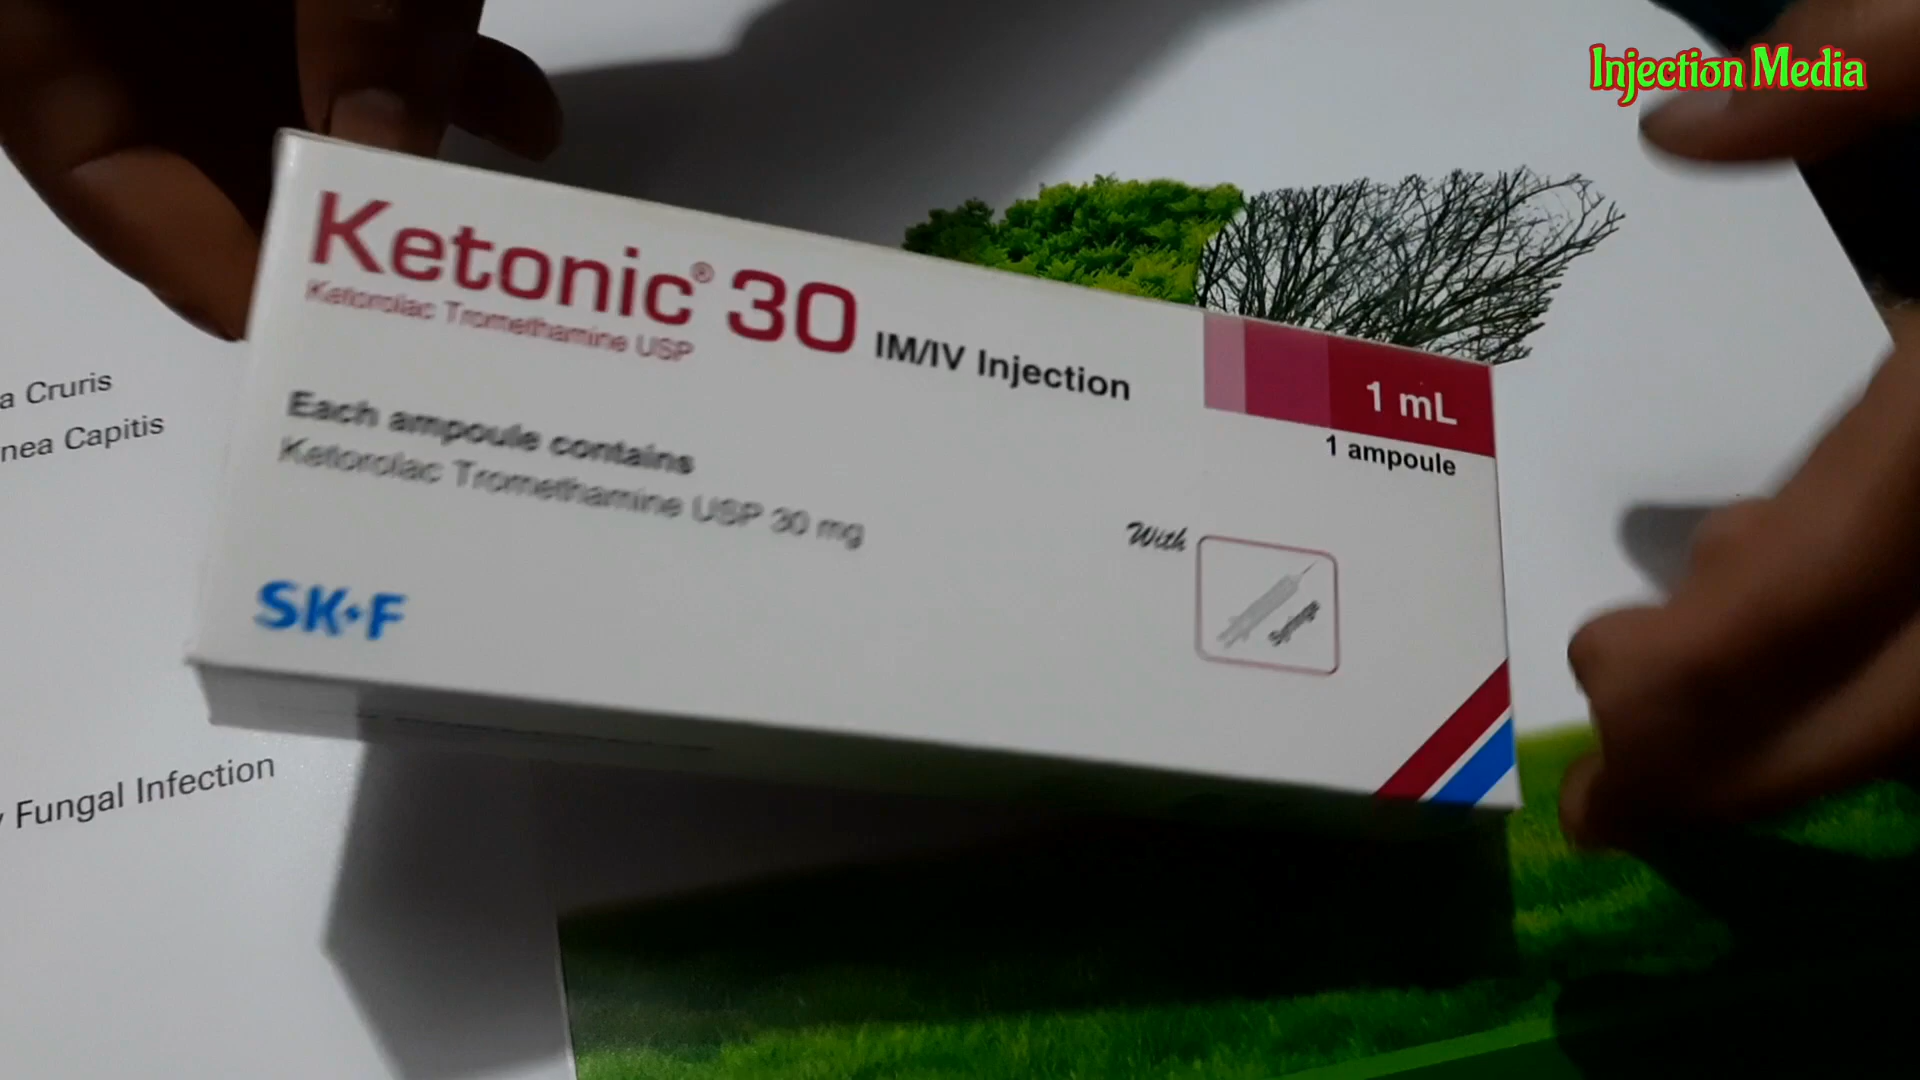 Injection Media
Ketonic® 30 IM/IV Injection
Ketorolac Tromethamine USP
1 mL
1 ampoule
Each ampoule contains
Ketorolac Tromethamine USP 30 mg
With
SK+F
a Cruris
nea Capitis
Fungal Infection